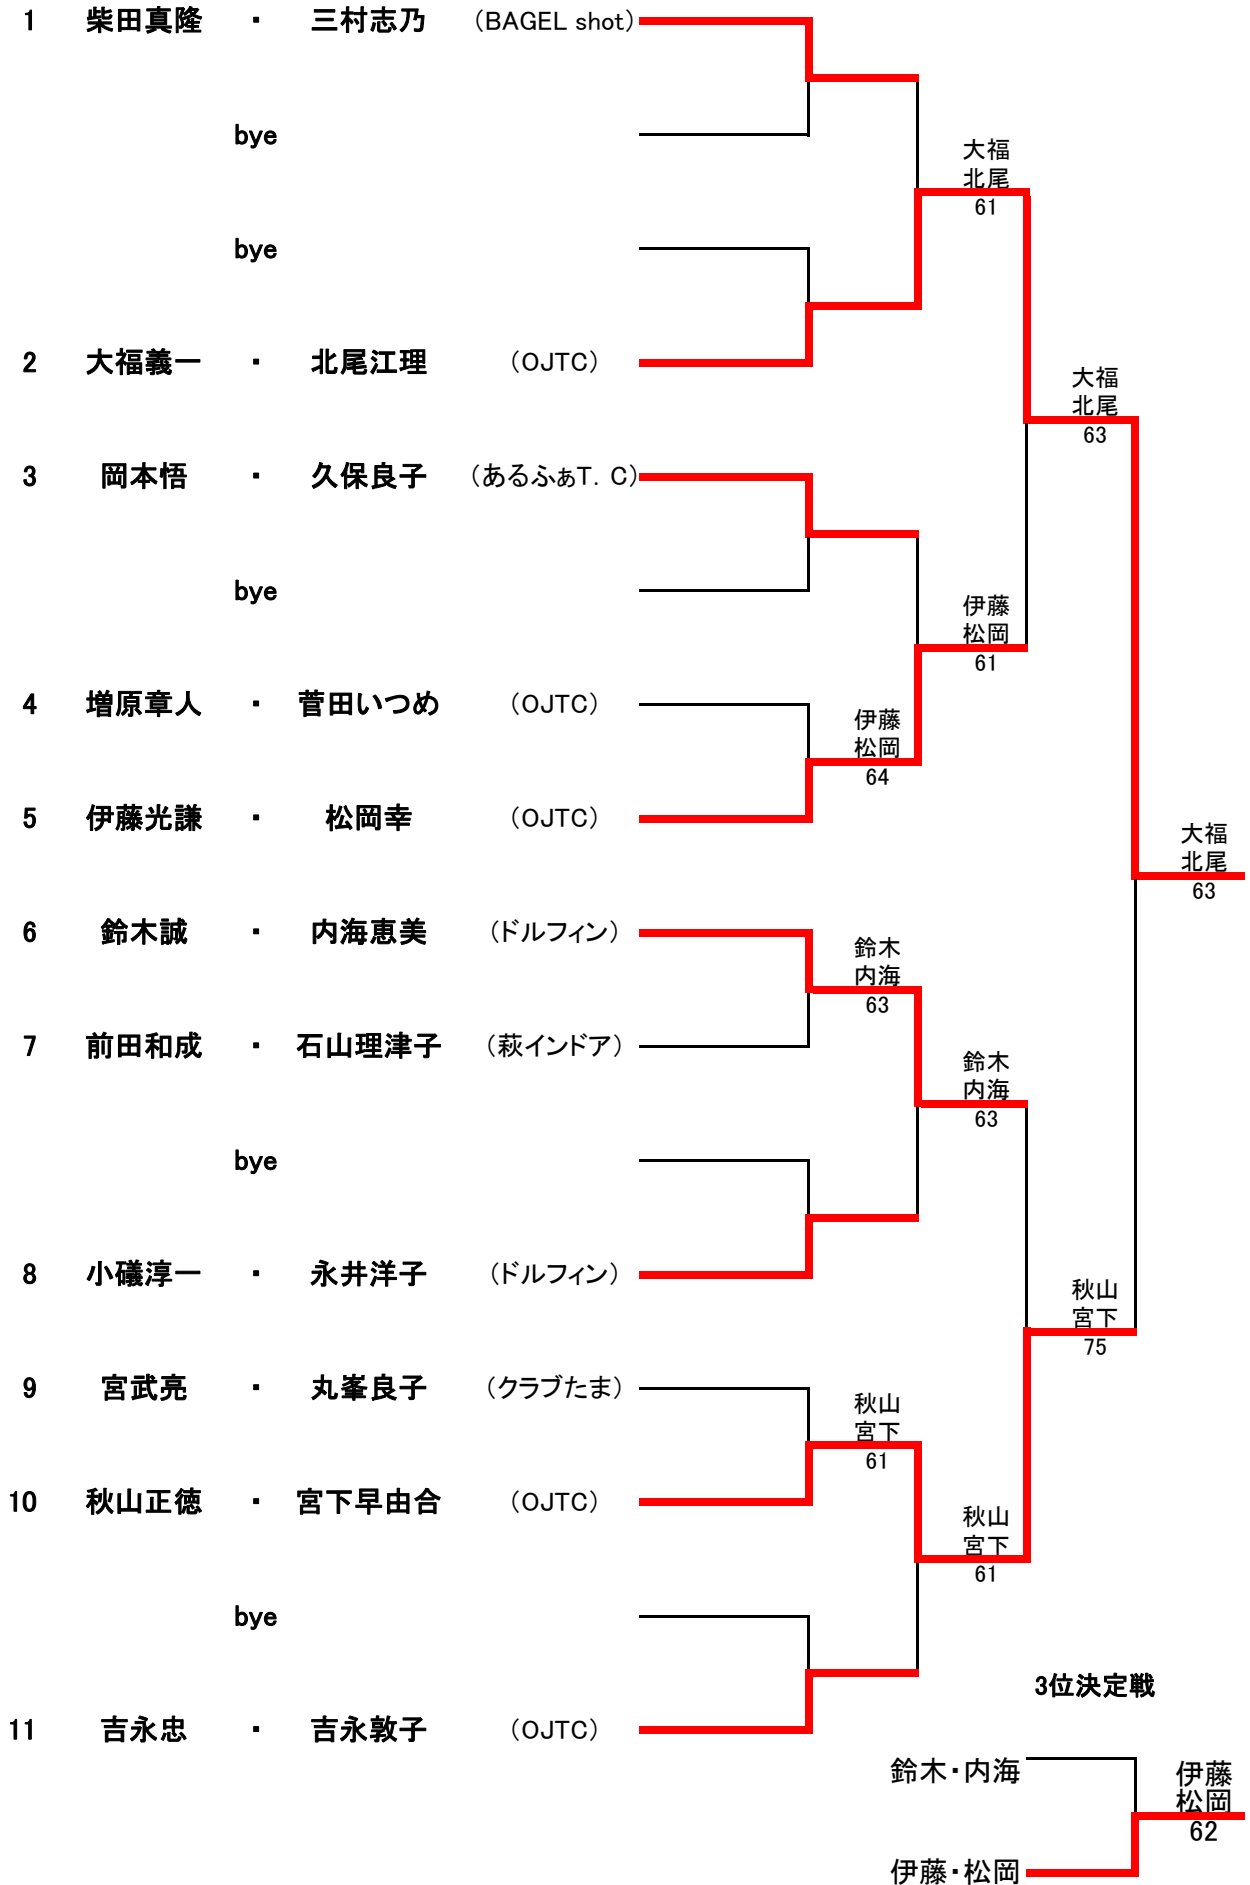 1 柴田真隆 ・ 三村志乃 (BAGEL shot)
bye
大福
北尾
61
bye
2 大福義一 ・ 北尾江理 (OJTC)
大福
北尾
63
3 岡本悟 ・ 久保良子 (あるふぁT．C)
bye
伊藤
松岡
61
4 増原章人 ・ 菅田いつめ (OJTC)
伊藤
松岡
64
5 伊藤光謙 ・ 松岡幸 (OJTC)
大福
北尾
63
6 鈴木誠 ・ 内海恵美 (ドルフィン)
鈴木
内海
63
7 前田和成 ・ 石山理津子 (萩インドア)
鈴木
内海
63
bye
8 小礒淳一 ・ 永井洋子 (ドルフィン)
秋山
宮下
75
9 宮武亮 ・ 丸峯良子 (クラブたま)
秋山
宮下
61
10 秋山正徳 ・ 宮下早由合 (OJTC)
秋山
宮下
61
bye
3位決定戦
11 吉永忠 ・ 吉永敦子 (OJTC)
鈴木・内海
伊藤
松岡
62
伊藤・松岡